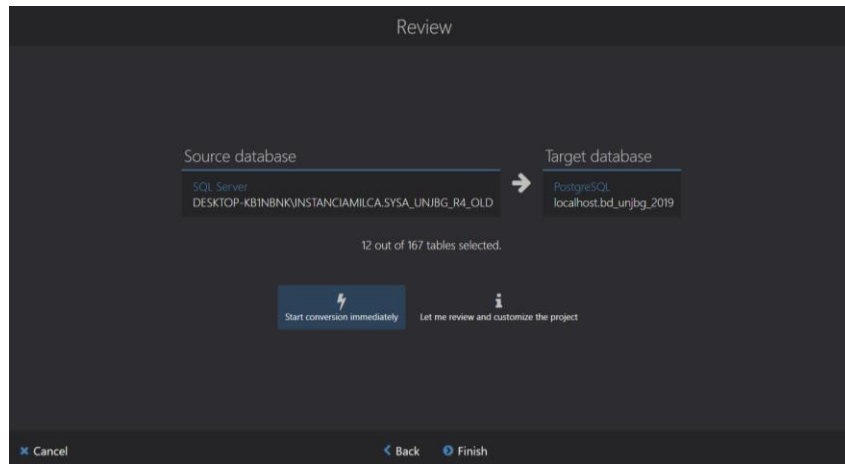 Review
Source database
SQL Server
DESKTOP-KB1NBNK\INSTANCIAMILCA.SYSA_UNJBG_R4_OLD
Target database
PostgreSQL
localhost.bd_unjbg_2019
12 out of 167 tables selected.
Start conversion immediately
Let me review and customize the project
Cancel
Back
Finish